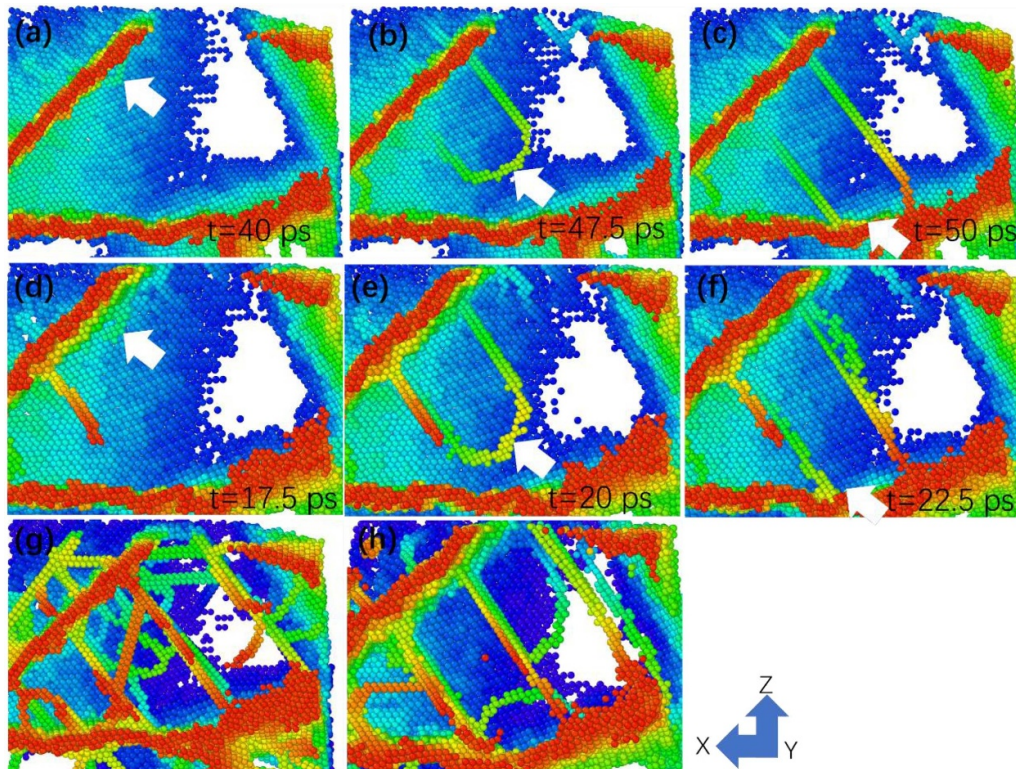 (a)
t=40 ps
(b)
t=47.5 ps
(c)
t=50 ps
(d)
t=17.5 ps
(e)
t=20 ps
(f)
t=22.5 ps
(g)
(h)
Z
X
Y